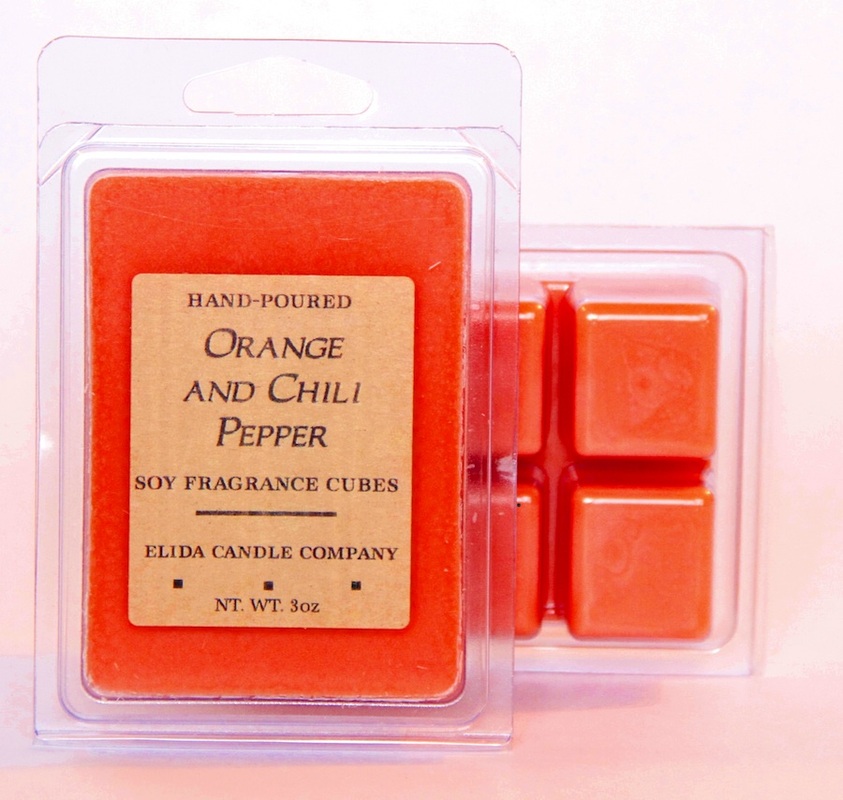 HAND-POURED
ORANGE
AND CHILI
PEPPER
SOY FRAGRANCE CUBES
ELIDA CANDLE COMPANY
NT. WT. 3oz